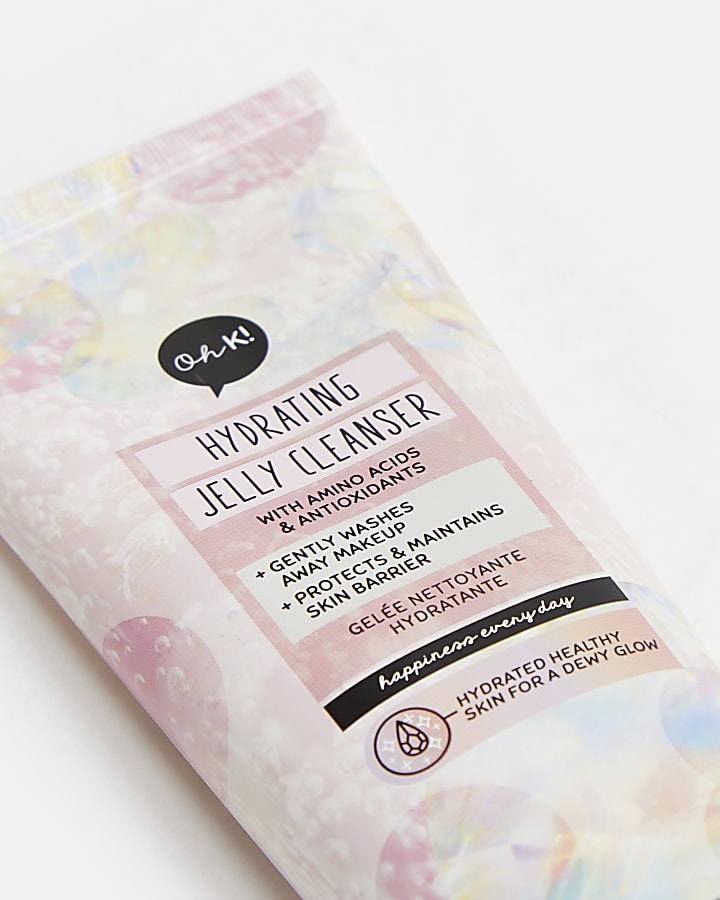 Oh K!
HYDRATING
JELLY CLEANSER
WITH AMINO ACIDS
& ANTIOXIDANTS
+ GENTLY WASHES
AWAY MAKEUP
+ PROTECTS & MAINTAINS
SKIN BARRIER
GELÉE NETTOYANTE
HYDRATANTE
happiness every day
HYDRATED HEALTHY
SKIN FOR A DEWY GLOW